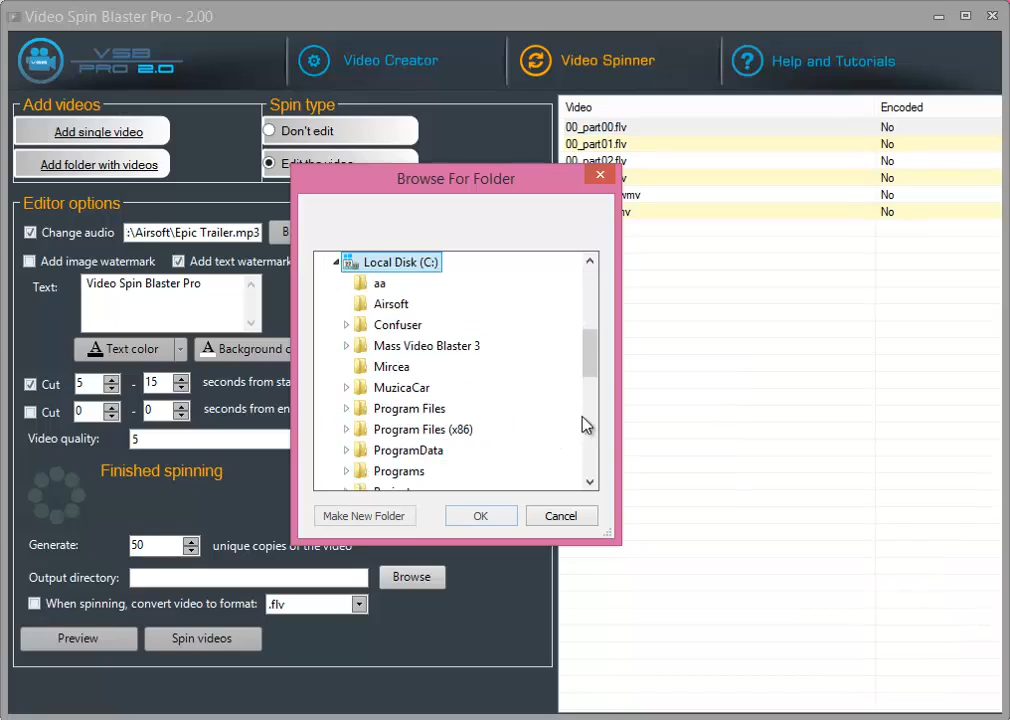 Video Spin Blaster Pro - 2.00
VSB
PRO 2.0
Video Creator
Video Spinner
Help and Tutorials
Add videos
Add single video
Add folder with videos
Spin type
Don't edit
Edit the video
Video
Encoded
00_part00.flv
No
00_part01.flv
No
00_part02.flv
No
No
wmv
No
No
Editor options
Change audio
:\Airsoft\Epic Trailer.mp3
B
Add image watermark
Add text watermark
Text:
Video Spin Blaster Pro
Text color
Background c
Cut
5
-
15
seconds from sta
Cut
0
-
0
seconds from en
Video quality:
5
Finished spinning
Generate:
50
unique copies of the video
Output directory:
Browse
When spinning, convert video to format:
.flv
Preview
Spin videos
Browse For Folder
Local Disk (C:)
aa
Airsoft
Confuser
Mass Video Blaster 3
Mircea
MuzicaCar
Program Files
Program Files (x86)
ProgramData
Programs
Make New Folder
OK
Cancel